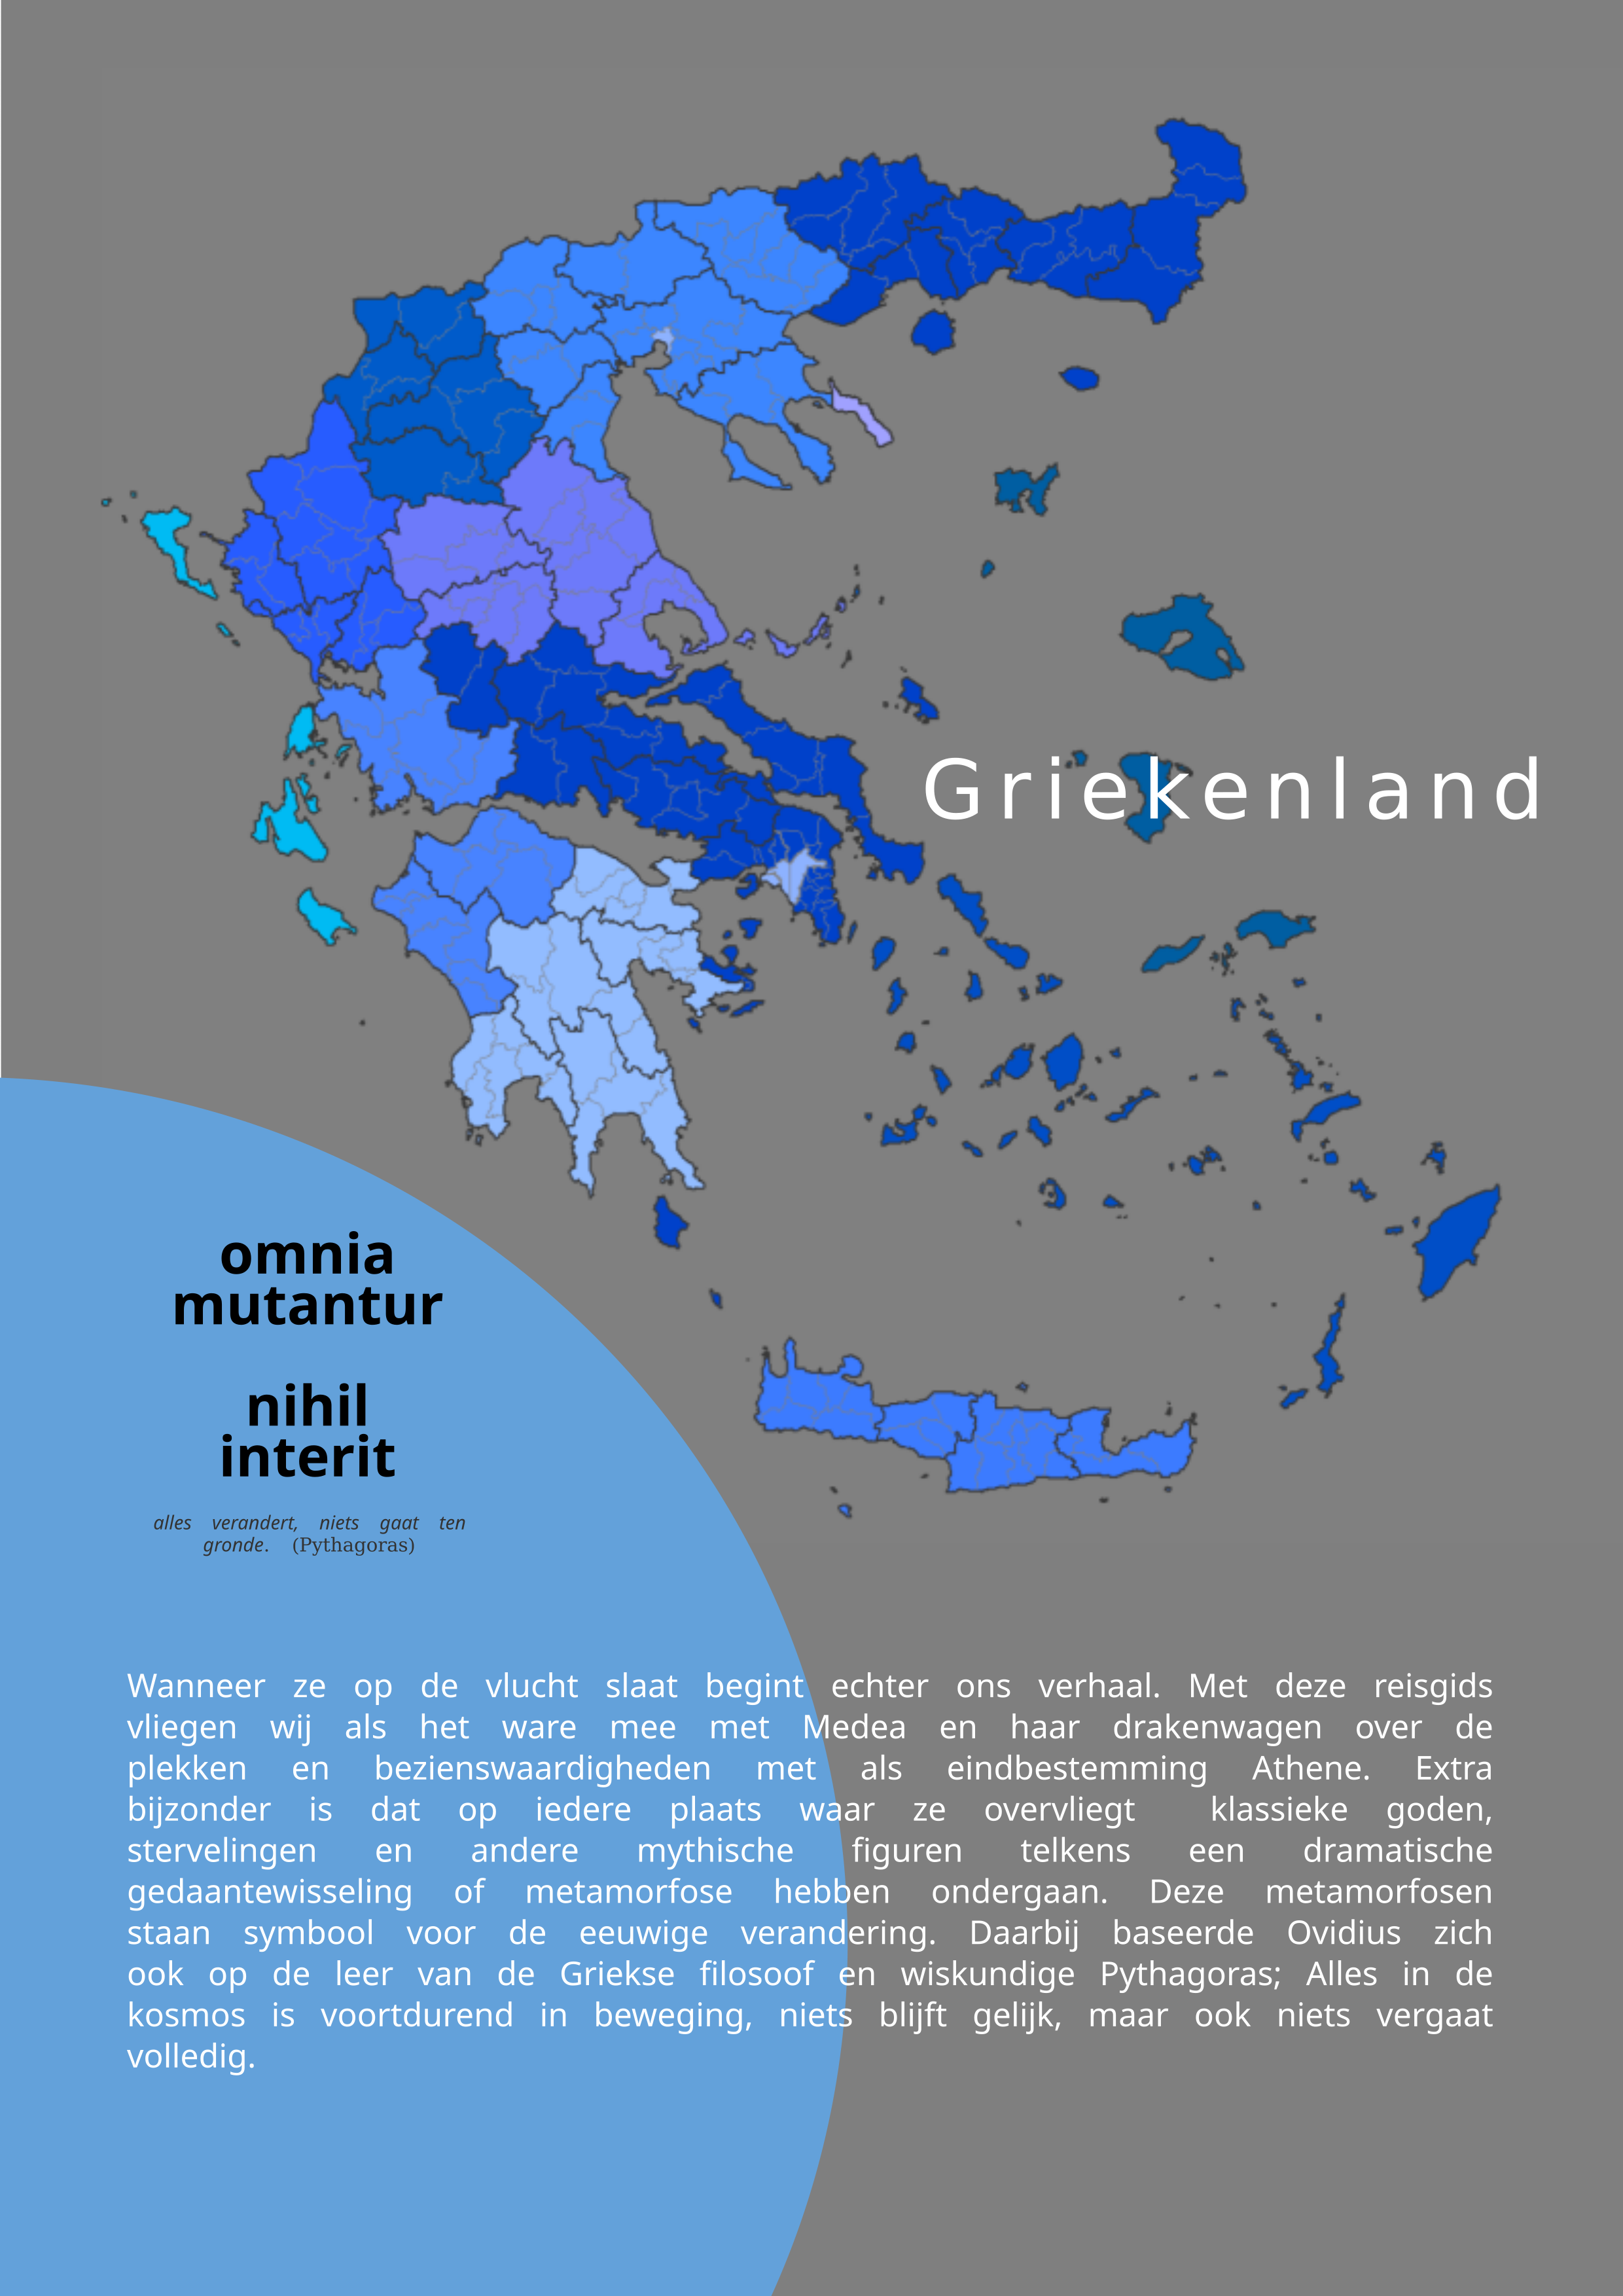 Griekenland
omnia
mutantur
nihil
interit
alles verandert, niets gaat ten
gronde. (Pythagoras)
Wanneer ze op de vlucht slaat begint echter ons verhaal. Met deze reisgids
vliegen wij als het ware mee met Medea en haar drakenwagen over de
plekken en bezienswaardigheden met als eindbestemming Athene. Extra
bijzonder is dat op iedere plaats waar ze overvliegt klassieke goden,
stervelingen en andere mythische figuren telkens een dramatische
gedaantewisseling of metamorfose hebben ondergaan. Deze metamorfosen
staan symbool voor de eeuwige verandering. Daarbij baseerde Ovidius zich
ook op de leer van de Griekse filosoof en wiskundige Pythagoras; Alles in de
kosmos is voortdurend in beweging, niets blijft gelijk, maar ook niets vergaat
volledig.